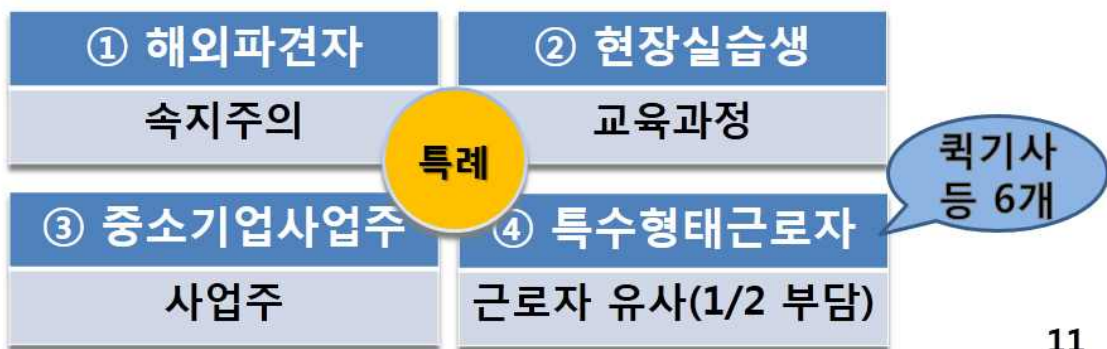 ① 해외파견자
② 현장실습생
속지주의
교육과정
특례
퀵기사
등 6개
③ 중소기업사업주
④ 특수형태근로자
사업주
근로자 유사(1/2 부담)
11